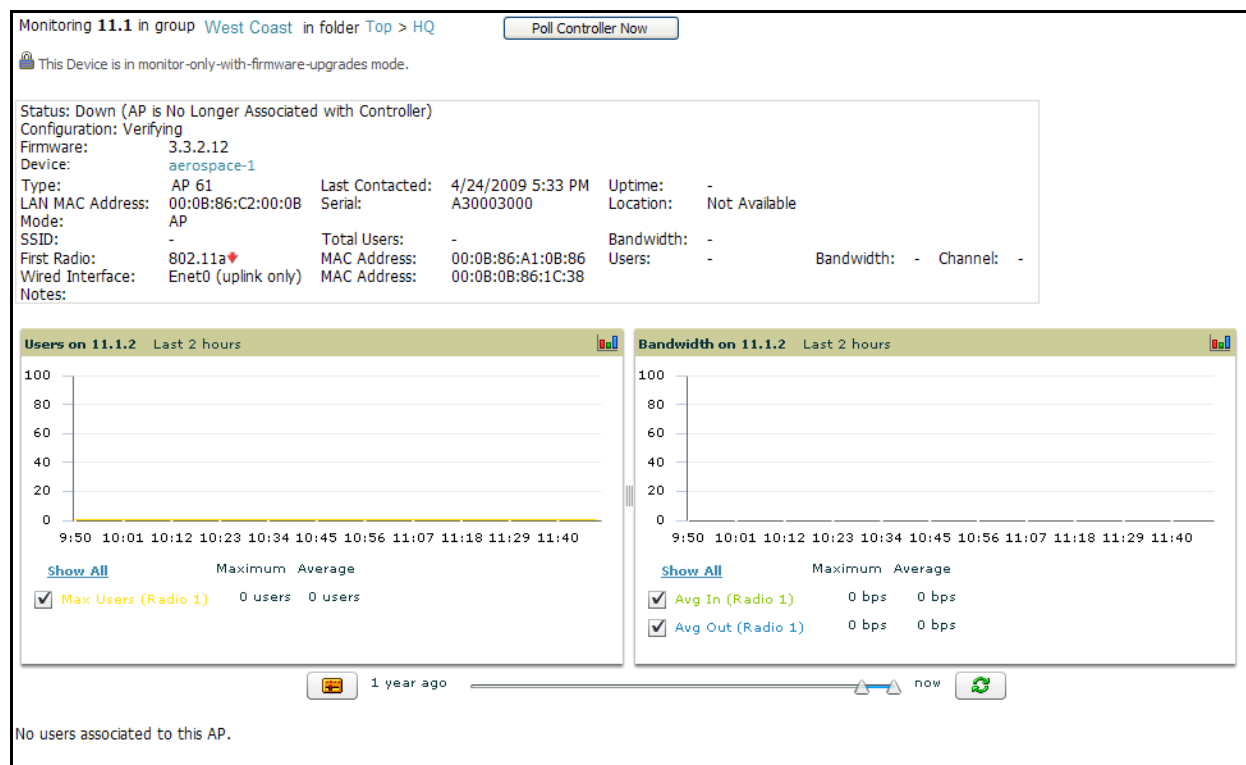 Monitoring 11.1 in group West Coast in folder Top > HQ Poll Controller Now
This Device is in monitor-only-with-firmware-upgrades mode.
Status: Down (AP is No Longer Associated with Controller)
Configuration: Verifying
Firmware: 3.3.2.12
Device: aerospace-1
Type: AP 61 Last Contacted: 4/24/2009 5:33 PM Uptime: -
LAN MAC Address: 00:0B:86:C2:00:0B Serial: A30003000 Location: Not Available
Mode: AP
SSID: - Total Users: - Bandwidth: -
First Radio: 802.11a MAC Address: 00:0B:86:A1:0B:86 Users: - Bandwidth: - Channel: -
Wired Interface: Enet0 (uplink only) MAC Address: 00:0B:0B:86:1C:38
Notes:
Users on 11.1.2 Last 2 hours
100
80
60
40
20
0
9:50 10:01 10:12 10:23 10:34 10:45 10:56 11:07 11:18 11:29 11:40
Show All Maximum Average
Max Users (Radio 1) 0 users 0 users
Bandwidth on 11.1.2 Last 2 hours
100
80
60
40
20
0
9:50 10:01 10:12 10:23 10:34 10:45 10:56 11:07 11:18 11:29 11:40
Show All Maximum Average
Avg In (Radio 1) 0 bps 0 bps
Avg Out (Radio 1) 0 bps 0 bps
1 year ago now
No users associated to this AP.